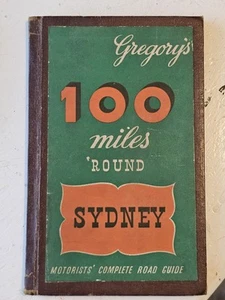 Gregory's
100
miles
'ROUND
SYDNEY
MOTORISTS' COMPLETE ROAD GUIDE